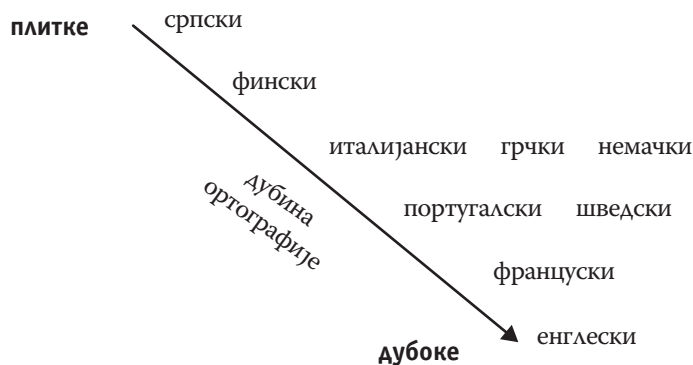 плитке
српски
фински
италијански грчки немачки
дубина
ортографије
португалски шведски
француски
енглески
дубоке